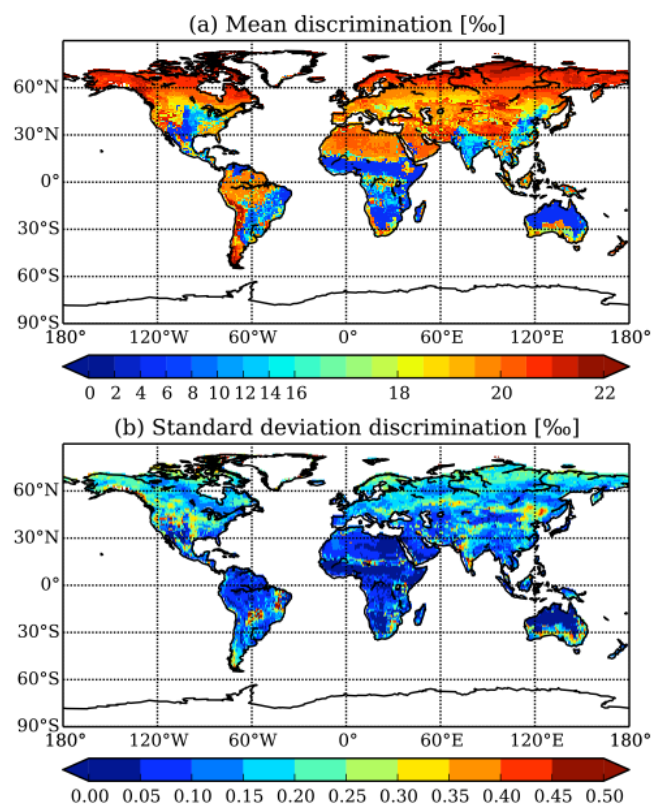 (a) Mean discrimination [‰]
60°N
30°N
0°
30°S
60°S
90°S
180° 120°W 60°W 0° 60°E 120°E 180°
0 2 4 6 8 10 12 14 16 18 20 22
(b) Standard deviation discrimination [‰]
60°N
30°N
0°
30°S
60°S
90°S
180° 120°W 60°W 0° 60°E 120°E 180°
0.00 0.05 0.10 0.15 0.20 0.25 0.30 0.35 0.40 0.45 0.50